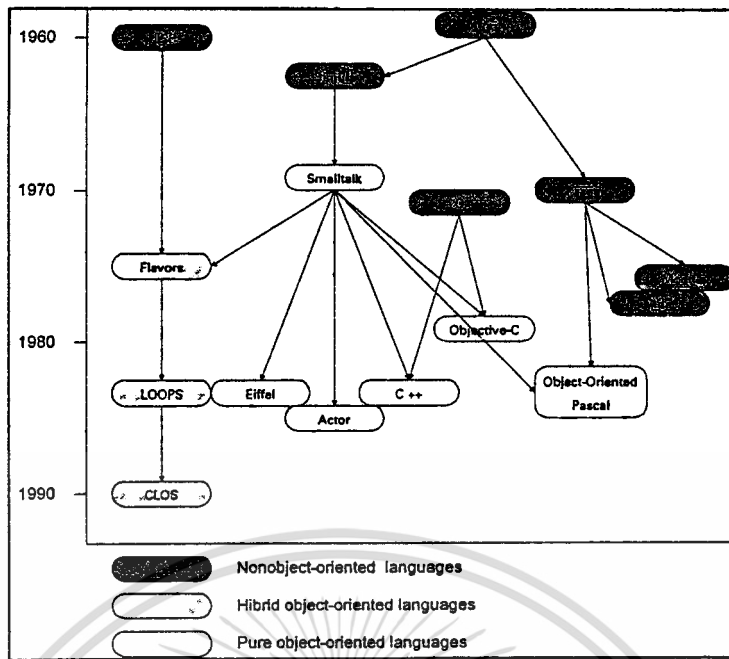 1960
Smalltalk
1970
Flavors
Objective-C
1980
Object-Oriented
Pascal
LOOPS
Eiffel
C ++
Actor
1990
CLOS
Nonobject-oriented languages
Hibrid object-oriented languages
Pure object-oriented languages